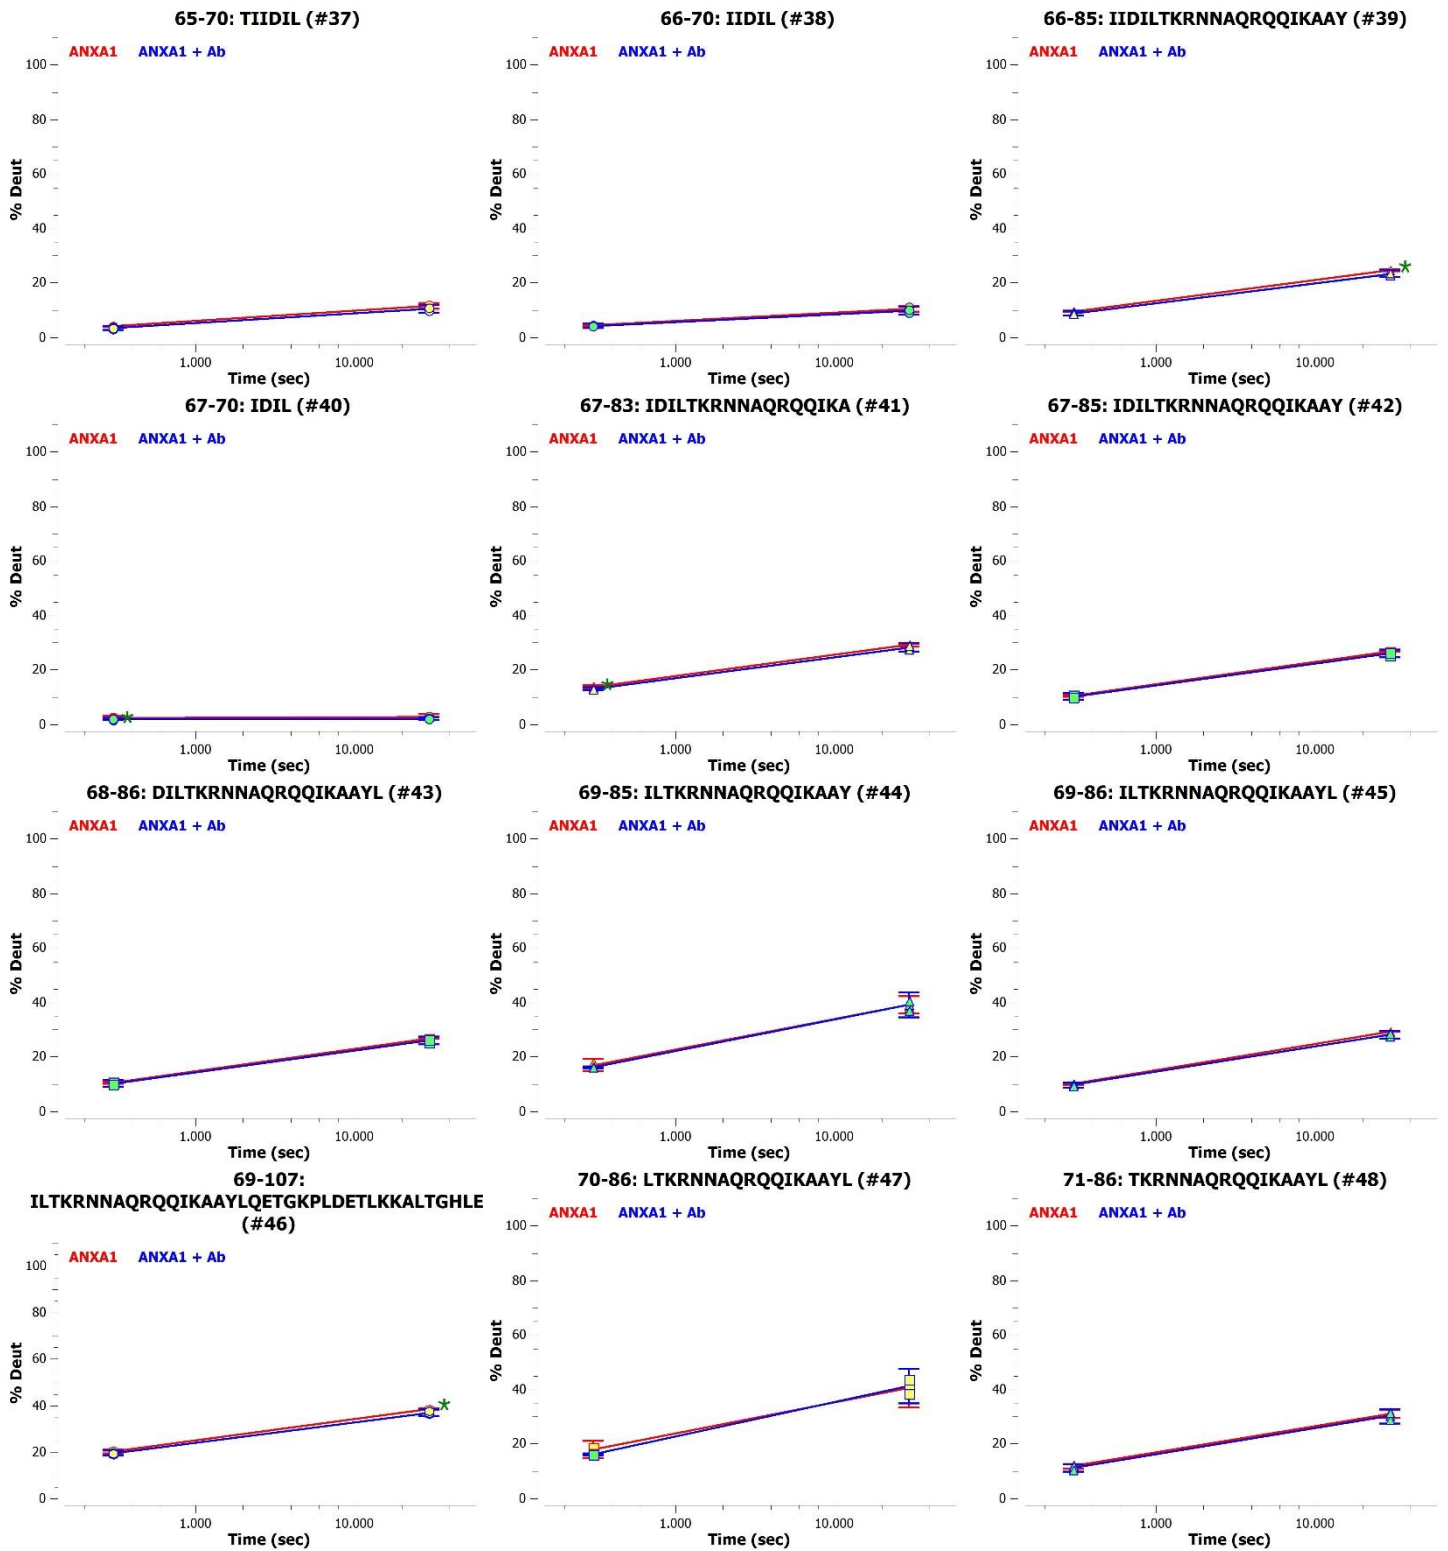 65-70: TIIDIL (#37)
ANXA1 ANXA1 + Ab
% Deut
100
80
60
40
20
0
1.000 10.000
Time (sec)
66-70: IIDIL (#38)
ANXA1 ANXA1 + Ab
% Deut
100
80
60
40
20
0
1.000 10.000
Time (sec)
66-85: IIDILTKRNNAQRQQIKAAY (#39)
ANXA1 ANXA1 + Ab
% Deut
100
80
60
40
20
0
1.000 10.000
Time (sec)
67-70: IDIL (#40)
ANXA1 ANXA1 + Ab
% Deut
100
80
60
40
20
0
1.000 10.000
Time (sec)
67-83: IDILTKRNNAQRQQIKA (#41)
ANXA1 ANXA1 + Ab
% Deut
100
80
60
40
20
0
1.000 10.000
Time (sec)
67-85: IDILTKRNNAQRQQIKAAY (#42)
ANXA1 ANXA1 + Ab
% Deut
100
80
60
40
20
0
1.000 10.000
Time (sec)
68-86: DILTKRNNAQRQQIKAAYL (#43)
ANXA1 ANXA1 + Ab
% Deut
100
80
60
40
20
0
1.000 10.000
Time (sec)
69-85: ILTKRNNAQRQQIKAAY (#44)
ANXA1 ANXA1 + Ab
% Deut
100
80
60
40
20
0
1.000 10.000
Time (sec)
69-86: ILTKRNNAQRQQIKAAYL (#45)
ANXA1 ANXA1 + Ab
% Deut
100
80
60
40
20
0
1.000 10.000
Time (sec)
69-107:
ILTKRNNAQRQQIKAAYLQETGKPLDETLKKALTGHLE
(#46)
ANXA1 ANXA1 + Ab
% Deut
100
80
60
40
20
0
1.000 10.000
Time (sec)
70-86: LTKRNNAQRQQIKAAYL (#47)
ANXA1 ANXA1 + Ab
% Deut
100
80
60
40
20
0
1.000 10.000
Time (sec)
71-86: TKRNNAQRQQIKAAYL (#48)
ANXA1 ANXA1 + Ab
% Deut
100
80
60
40
20
0
1.000 10.000
Time (sec)